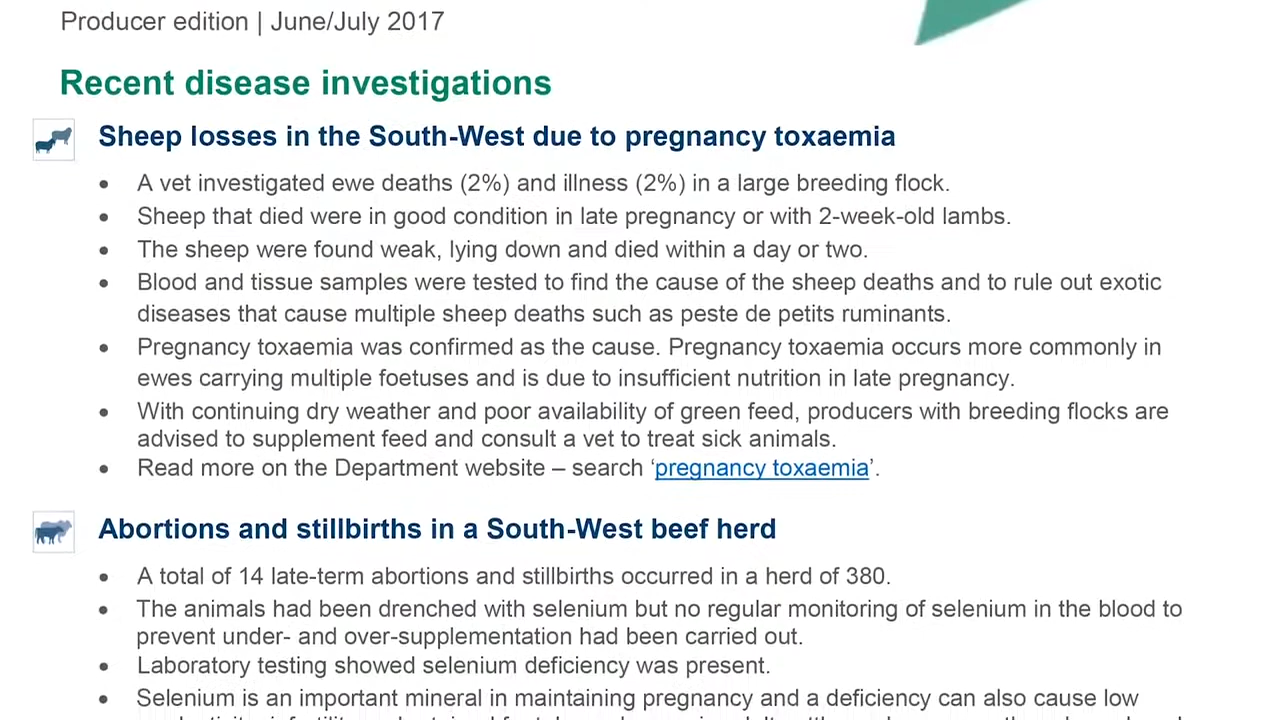 Producer edition | June/July 2017
Recent disease investigations
Sheep losses in the South-West due to pregnancy toxaemia
• A vet investigated ewe deaths (2%) and illness (2%) in a large breeding flock.
• Sheep that died were in good condition in late pregnancy or with 2-week-old lambs.
• The sheep were found weak, lying down and died within a day or two.
• Blood and tissue samples were tested to find the cause of the sheep deaths and to rule out exotic
diseases that cause multiple sheep deaths such as peste de petits ruminants.
• Pregnancy toxaemia was confirmed as the cause. Pregnancy toxaemia occurs more commonly in
ewes carrying multiple foetuses and is due to insufficient nutrition in late pregnancy.
• With continuing dry weather and poor availability of green feed, producers with breeding flocks are
advised to supplement feed and consult a vet to treat sick animals.
• Read more on the Department website – search ‘pregnancy toxaemia’.
Abortions and stillbirths in a South-West beef herd
• A total of 14 late-term abortions and stillbirths occurred in a herd of 380.
• The animals had been drenched with selenium but no regular monitoring of selenium in the blood to
prevent under- and over-supplementation had been carried out.
• Laboratory testing showed selenium deficiency was present.
• Selenium is an important mineral in maintaining pregnancy and a deficiency can also cause low